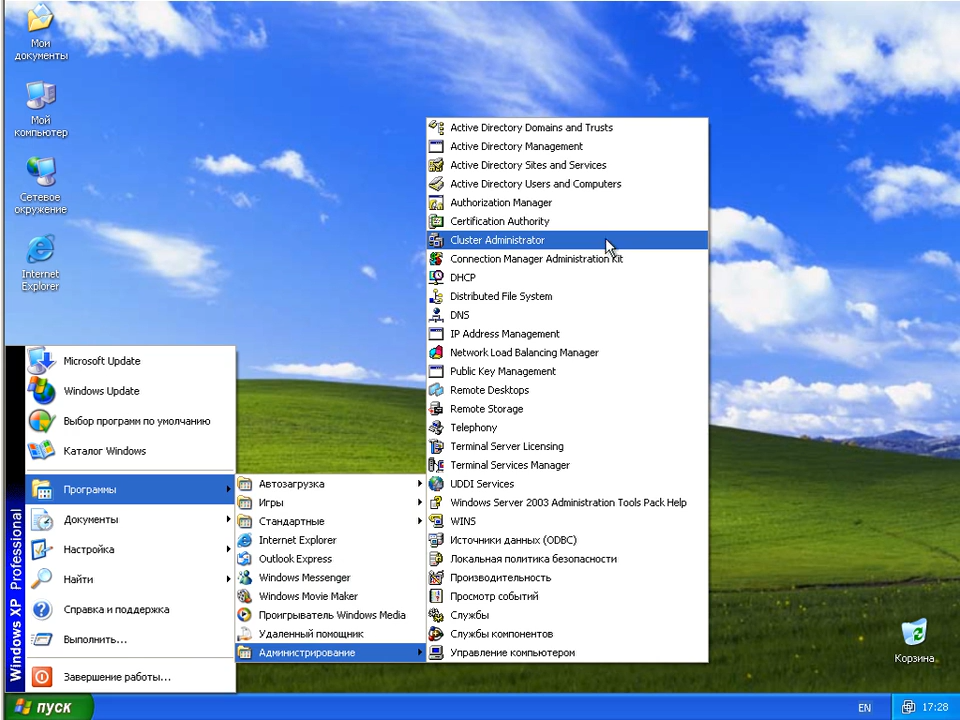 Мои
документы
Мой
компьютер
Сетевое
окружение
Internet
Explorer
Active Directory Domains and Trusts
Active Directory Management
Active Directory Sites and Services
Active Directory Users and Computers
Authorization Manager
Certification Authority
Cluster Administrator
Connection Manager Administration Kit
DHCP
Distributed File System
DNS
IP Address Management
Network Load Balancing Manager
Public Key Management
Remote Desktops
Remote Storage
Telephony
Terminal Server Licensing
Terminal Services Manager
UDDI Services
Windows Server 2003 Administration Tools Pack Help
WINS
Источники данных (ODBC)
Локальная политика безопасности
Производительность
Просмотр событий
Службы
Службы компонентов
Управление компьютером
Microsoft Update
Windows Update
Выбор программ по умолчанию
Каталог Windows
Программы
Документы
Настройка
Найти
Справка и поддержка
Выполнить...
Завершение работы...
Windows XP Professional
Автозагрузка
Игры
Стандартные
Internet Explorer
Outlook Express
Windows Messenger
Windows Movie Maker
Проигрыватель Windows Media
Удаленный помощник
Администрирование
Корзина
пуск
EN
17:28